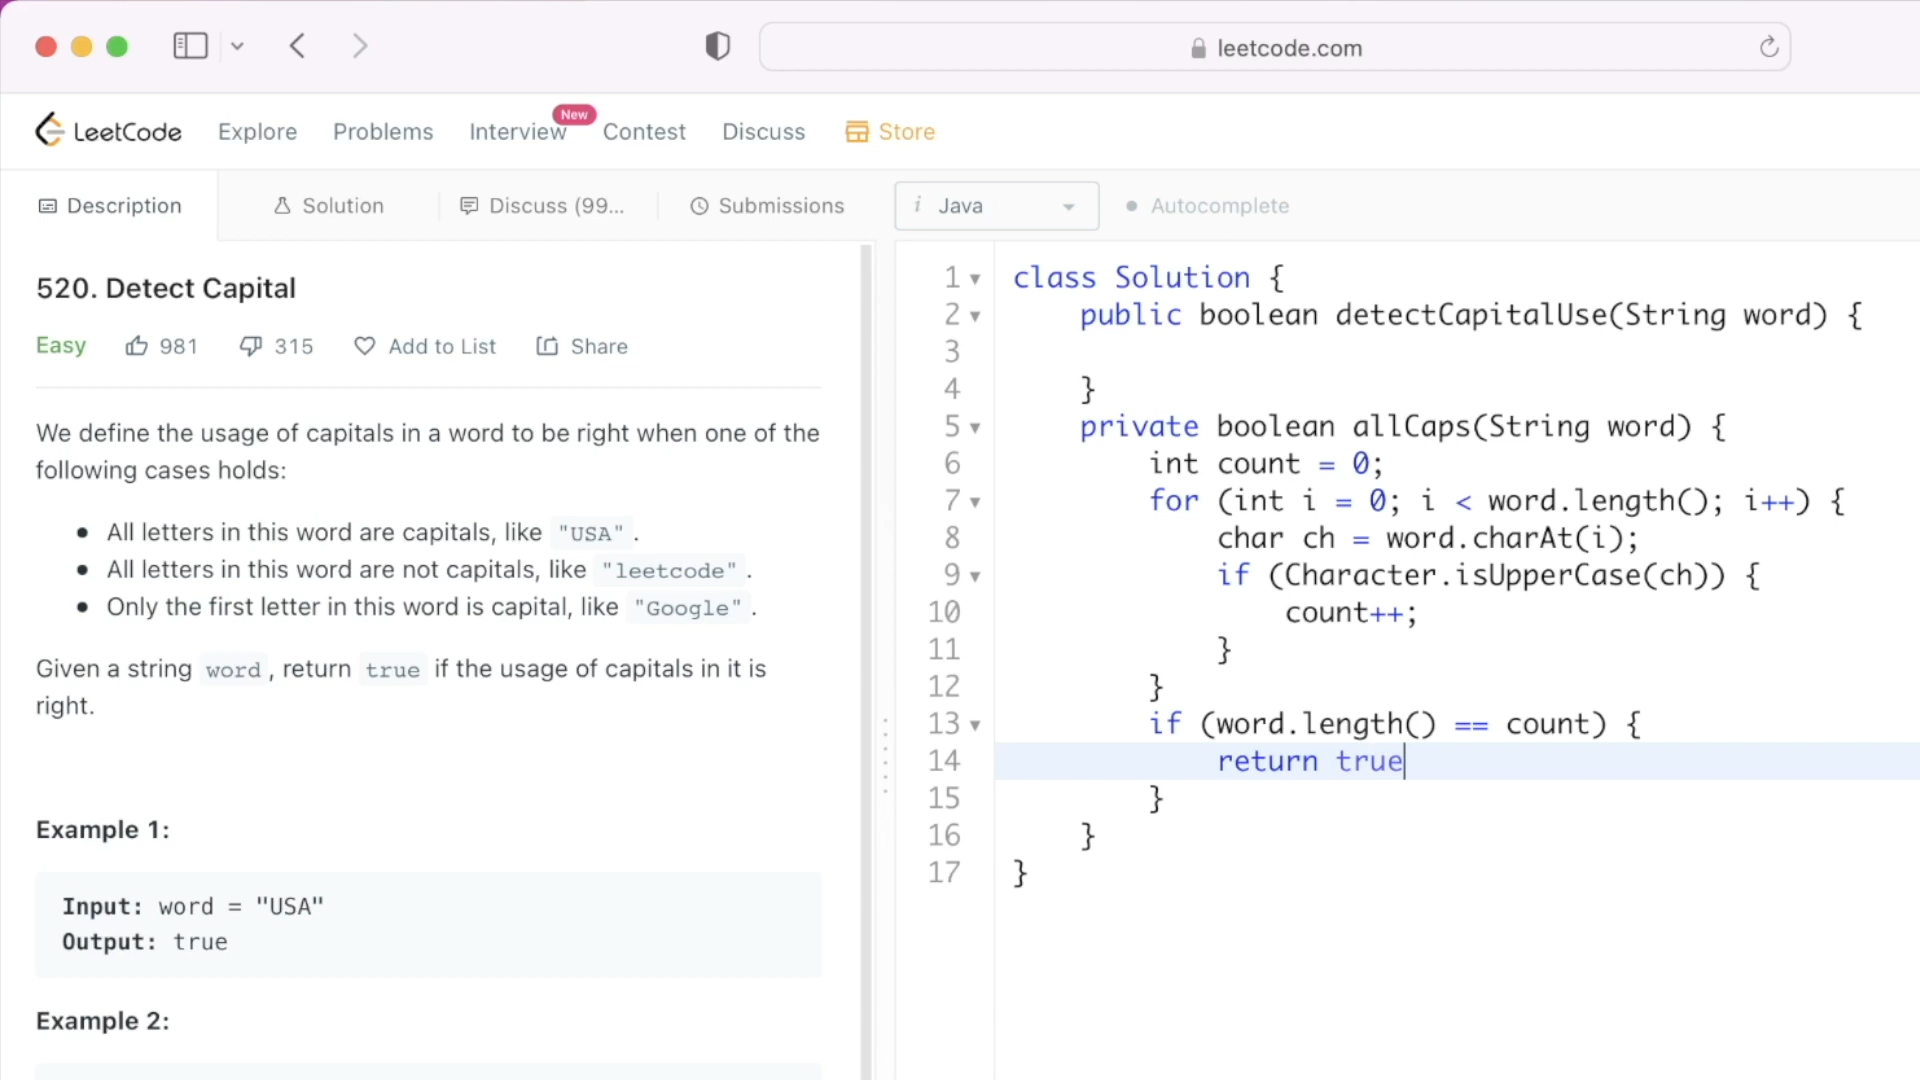 leetcode.com
LeetCode Explore Problems Interview New Contest Discuss Store
Description Solution Discuss (99... Submissions i Java Autocomplete
520. Detect Capital
Easy 981 315 Add to List Share
We define the usage of capitals in a word to be right when one of the
following cases holds:
• All letters in this word are capitals, like "USA".
• All letters in this word are not capitals, like "leetcode".
• Only the first letter in this word is capital, like "Google".
Given a string word, return true if the usage of capitals in it is
right.
Example 1:
Input: word = "USA"
Output: true
Example 2:
1 class Solution {
2     public boolean detectCapitalUse(String word) {
3
4     }
5     private boolean allCaps(String word) {
6         int count = 0;
7         for (int i = 0; i < word.length(); i++) {
8             char ch = word.charAt(i);
9             if (Character.isUpperCase(ch)) {
10                 count++;
11             }
12         }
13         if (word.length() == count) {
14             return true
15         }
16     }
17 }